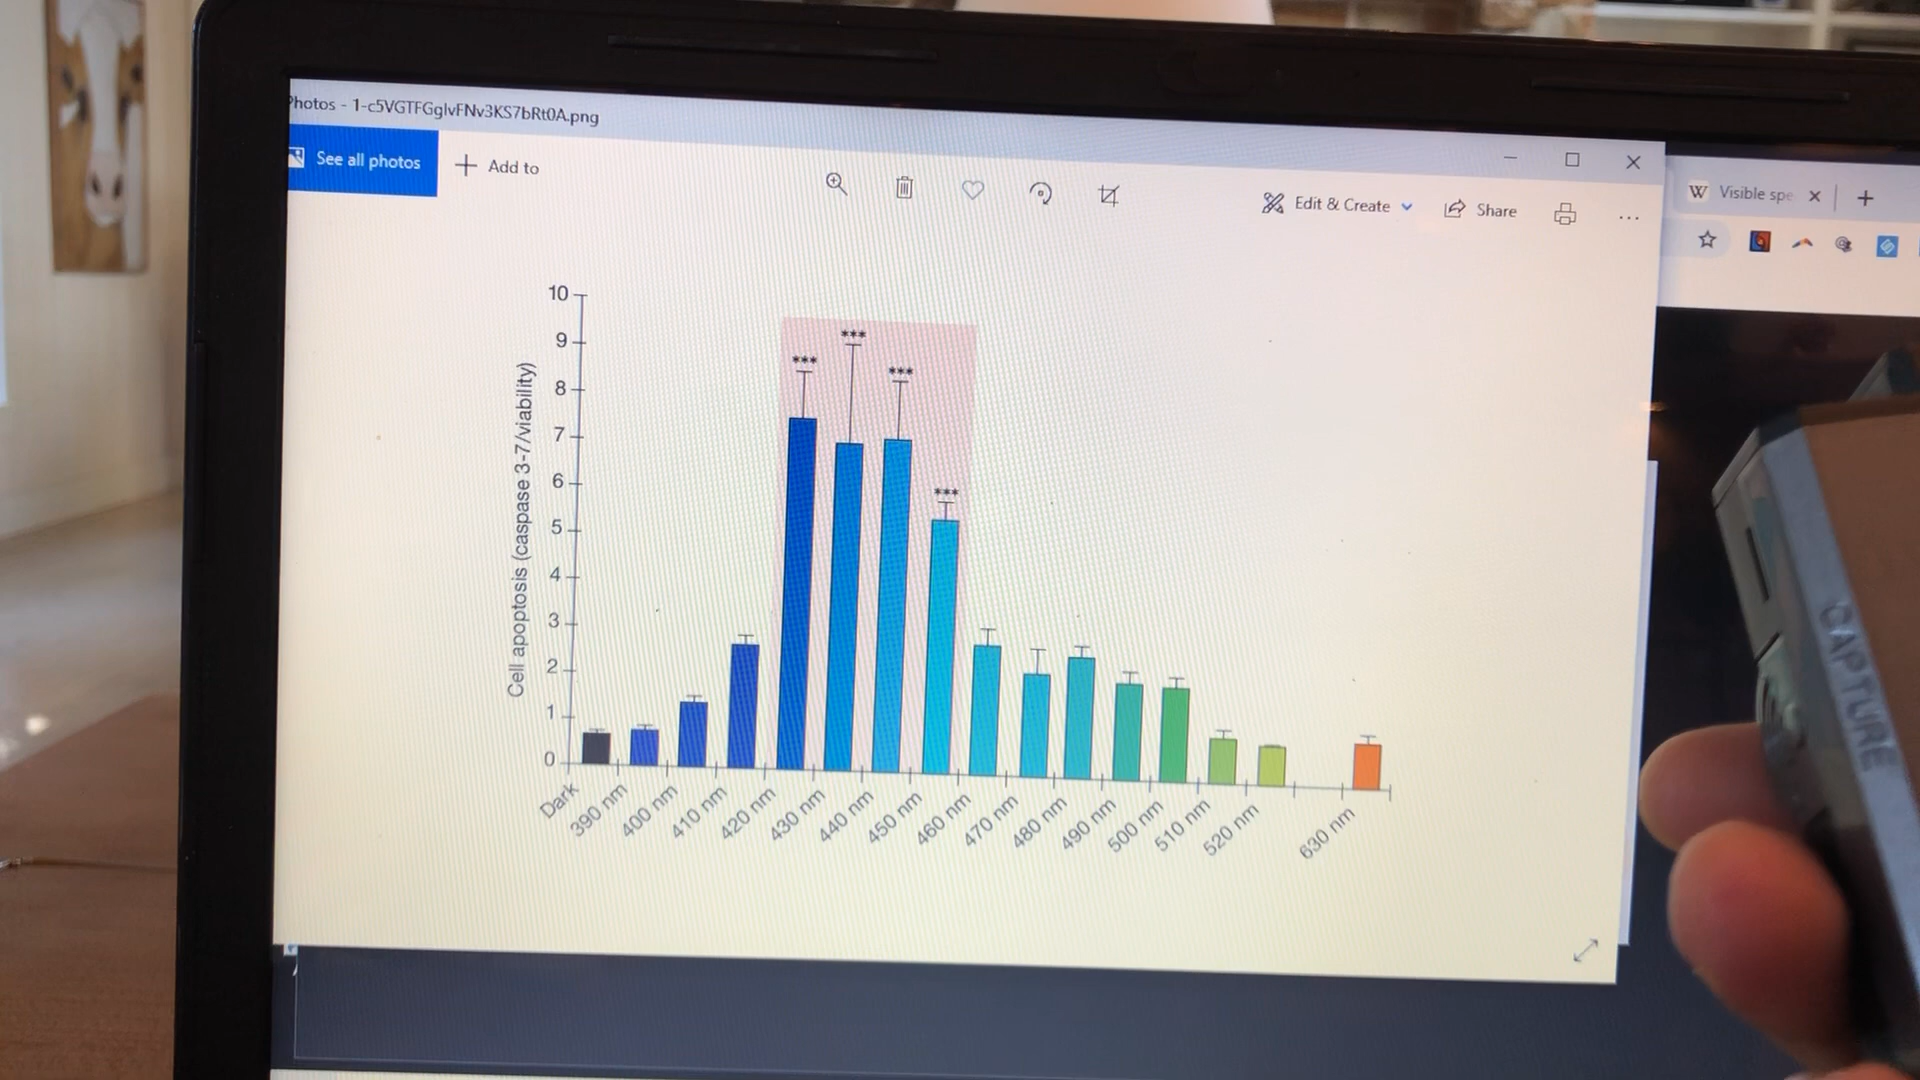 Photos - 1-c5VGTFGglvFNv3KS7bRt0A.png
See all photos
Add to
Edit & Create
Share
...
W Visible spe
10
9
8
7
6
5
4
3
2
1
0
Cell apoptosis (caspase 3-7/viability)
***
***
***
***
Dark
390 nm
400 nm
410 nm
420 nm
430 nm
440 nm
450 nm
460 nm
470 nm
480 nm
490 nm
500 nm
510 nm
520 nm
630 nm
CAPTURE